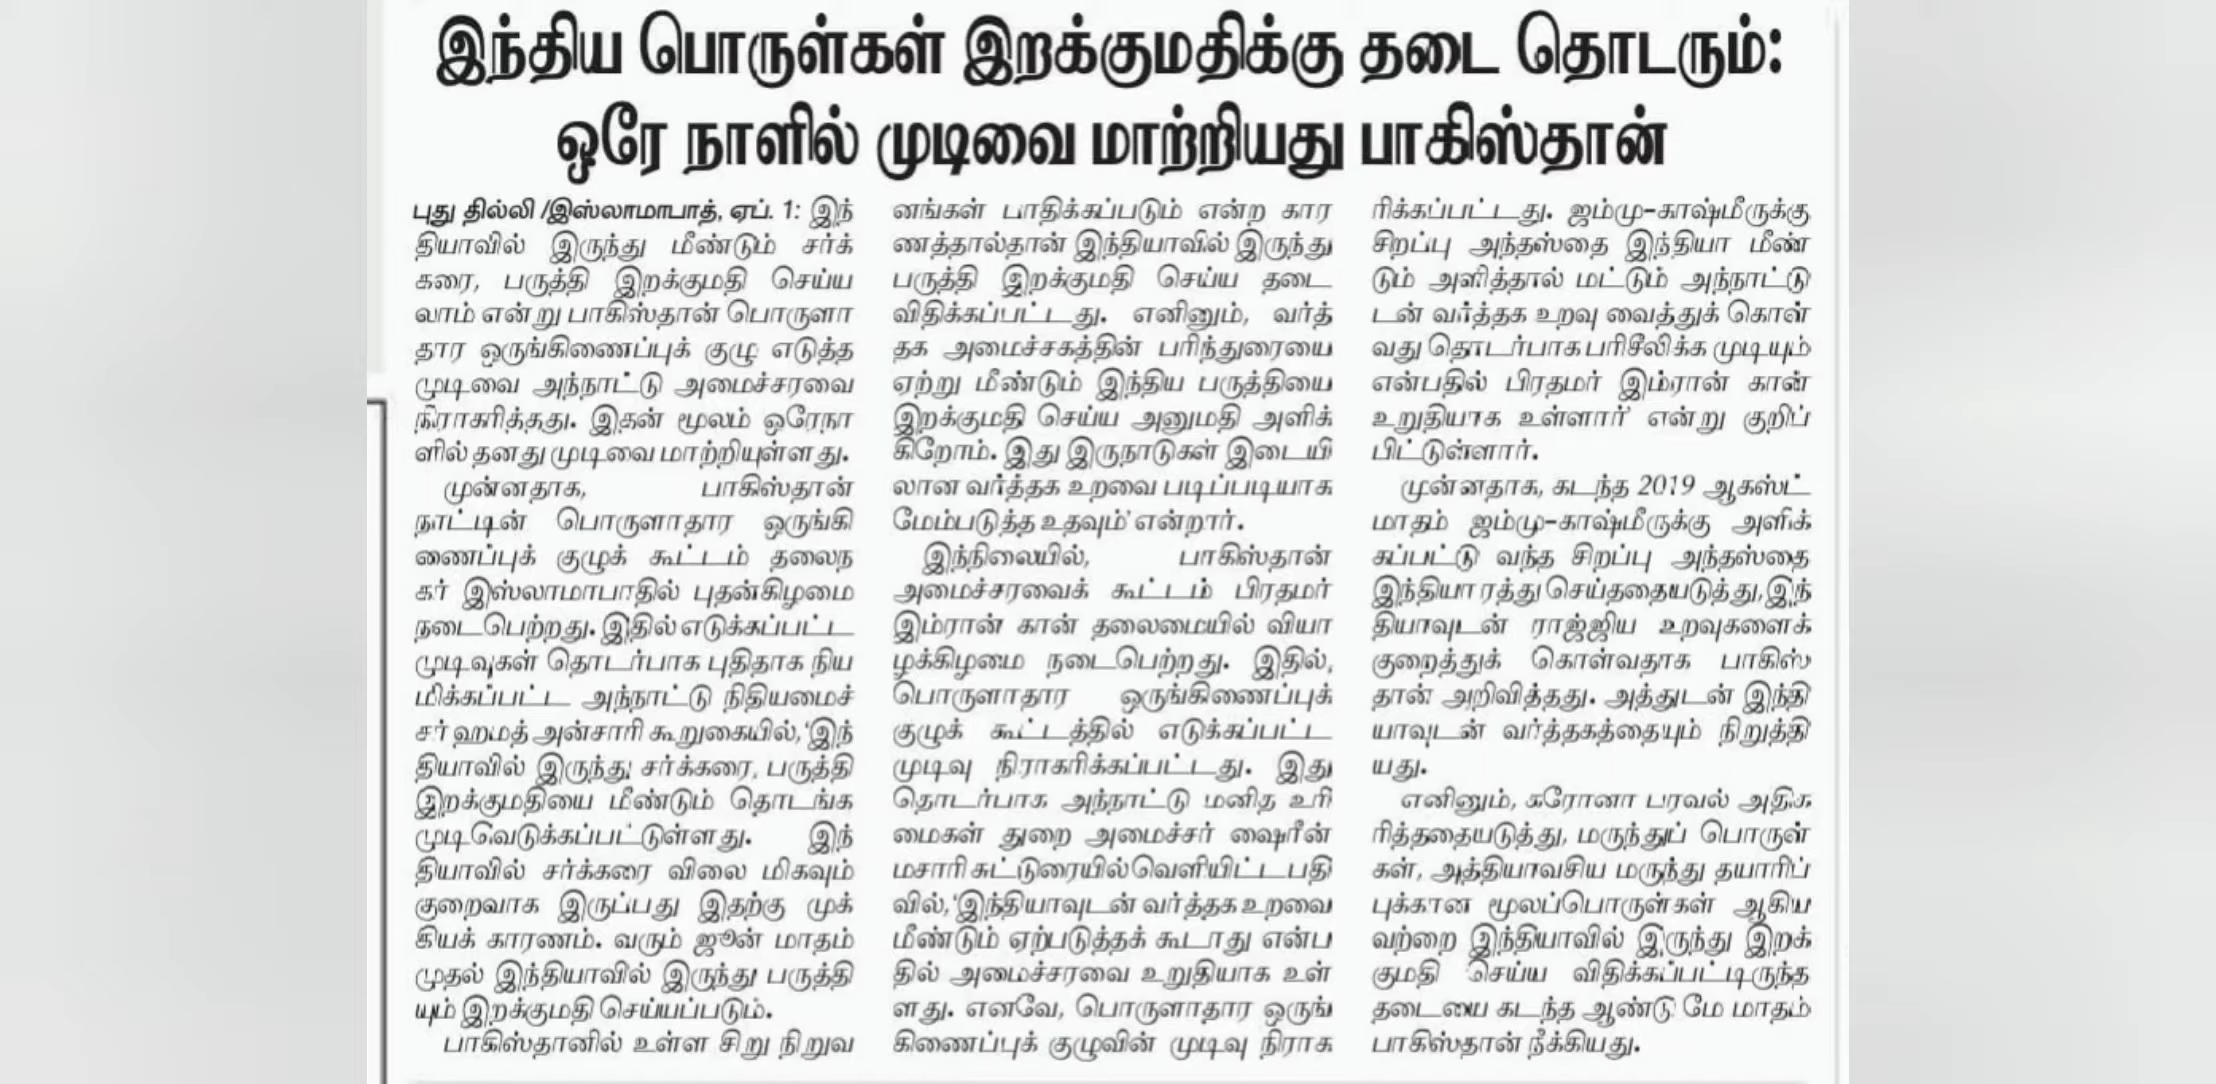 இந்திய பொருள்கள் இறக்குமதிக்கு தடை தொடரும்:
ஒரே நாளில் முடிவை மாற்றியது பாகிஸ்தான்
புது தில்லி /இஸ்லாமாபாத், ஏப். 1: இந்
தியாவில் இருந்து மீண்டும் சர்க்
கரை, பருத்தி இறக்குமதி செய்ய
லாம் என்று பாகிஸ்தான் பொருளா
தார ஒருங்கிணைப்புக் குழு எடுத்த
முடிவை அந்நாட்டு அமைச்சரவை
நிராகரித்தது. இதன் மூலம் ஒரேநா
ளில் தனது முடிவை மாற்றியுள்ளது.
முன்னதாக, பாகிஸ்தான்
நாட்டின் பொருளாதார ஒருங்கி
ணைப்புக் குழுக் கூட்டம் தலைந
கர் இஸ்லாமாபாதில் புதன்கிழமை
நடைபெற்றது. இதில் எடுக்கப்பட்ட
முடிவுகள் தொடர்பாக புதிதாக நிய
மிக்கப்பட்ட அந்நாட்டு நிதியமைச்
சர் ஹமத் அன்சாரி கூறுகையில், 'இந்
தியாவில் இருந்து சர்க்கரை, பருத்தி
இறக்குமதியை மீண்டும் தொடங்க
முடிவெடுக்கப்பட்டுள்ளது. இந்
தியாவில் சர்க்கரை விலை மிகவும்
குறைவாக இருப்பது இதற்கு முக்
கியக் காரணம். வரும் ஜூன் மாதம்
முதல் இந்தியாவில் இருந்து பருத்தி
யும் இறக்குமதி செய்யப்படும்.
பாகிஸ்தானில் உள்ள சிறு நிறுவ
னங்கள் பாதிக்கப்படும் என்ற கார
ணத்தால்தான் இந்தியாவில் இருந்து
பருத்தி இறக்குமதி செய்ய தடை
விதிக்கப்பட்டது. எனினும், வர்த்
தக அமைச்சகத்தின் பரிந்துரையை
ஏற்று மீண்டும் இந்திய பருத்தியை
இறக்குமதி செய்ய அனுமதி அளிக்
கிறோம். இது இருநாடுகள் இடையி
லான வர்த்தக உறவை படிப்படியாக
மேம்படுத்த உதவும்' என்றார்.
இந்நிலையில், பாகிஸ்தான்
அமைச்சரவைக் கூட்டம் பிரதமர்
இம்ரான் கான் தலைமையில் வியா
ழக்கிழமை நடைபெற்றது. இதில்,
பொருளாதார ஒருங்கிணைப்புக்
குழுக் கூட்டத்தில் எடுக்கப்பட்ட
முடிவு நிராகரிக்கப்பட்டது. இது
தொடர்பாக அந்நாட்டு மனித உரி
மைகள் துறை அமைச்சர் ஷைரீன்
மசாரி சுட்டுரையில் வெளியிட்ட பதி
வில், 'இந்தியாவுடன் வர்த்தக உறவை
மீண்டும் ஏற்படுத்தக் கூடாது என்ப
தில் அமைச்சரவை உறுதியாக உள்
ளது. எனவே, பொருளாதார ஒருங்
கிணைப்புக் குழுவின் முடிவு நிராக
ரிக்கப்பட்டது. ஜம்மு-காஷ்மீருக்கு
சிறப்பு அந்தஸ்தை இந்தியா மீண்
டும் அளித்தால் மட்டும் அந்நாட்டு
டன் வர்த்தக உறவு வைத்துக் கொள்
வது தொடர்பாக பரிசீலிக்க முடியும்
என்பதில் பிரதமர் இம்ரான் கான்
உறுதியாக உள்ளார்' என்று குறிப்
பிட்டுள்ளார்.
முன்னதாக, கடந்த 2019 ஆகஸ்ட்
மாதம் ஜம்மு-காஷ்மீருக்கு அளிக்
கப்பட்டு வந்த சிறப்பு அந்தஸ்தை
இந்தியா ரத்து செய்ததையடுத்து, இந்
தியாவுடன் ராஜ்ஜிய உறவுகளைக்
குறைத்துக் கொள்வதாக பாகிஸ்
தான் அறிவித்தது. அத்துடன் இந்தி
யாவுடன் வர்த்தகத்தையும் நிறுத்தி
யது.
எனினும், கரோனா பரவல் அதிக
ரித்ததையடுத்து, மருந்துப் பொருள்
கள், அத்தியாவசிய மருந்து தயாரிப்
புக்கான மூலப்பொருள்கள் ஆகிய
வற்றை இந்தியாவில் இருந்து இறக்
குமதி செய்ய விதிக்கப்பட்டிருந்த
தடையை கடந்த ஆண்டு மே மாதம்
பாகிஸ்தான் நீக்கியது.